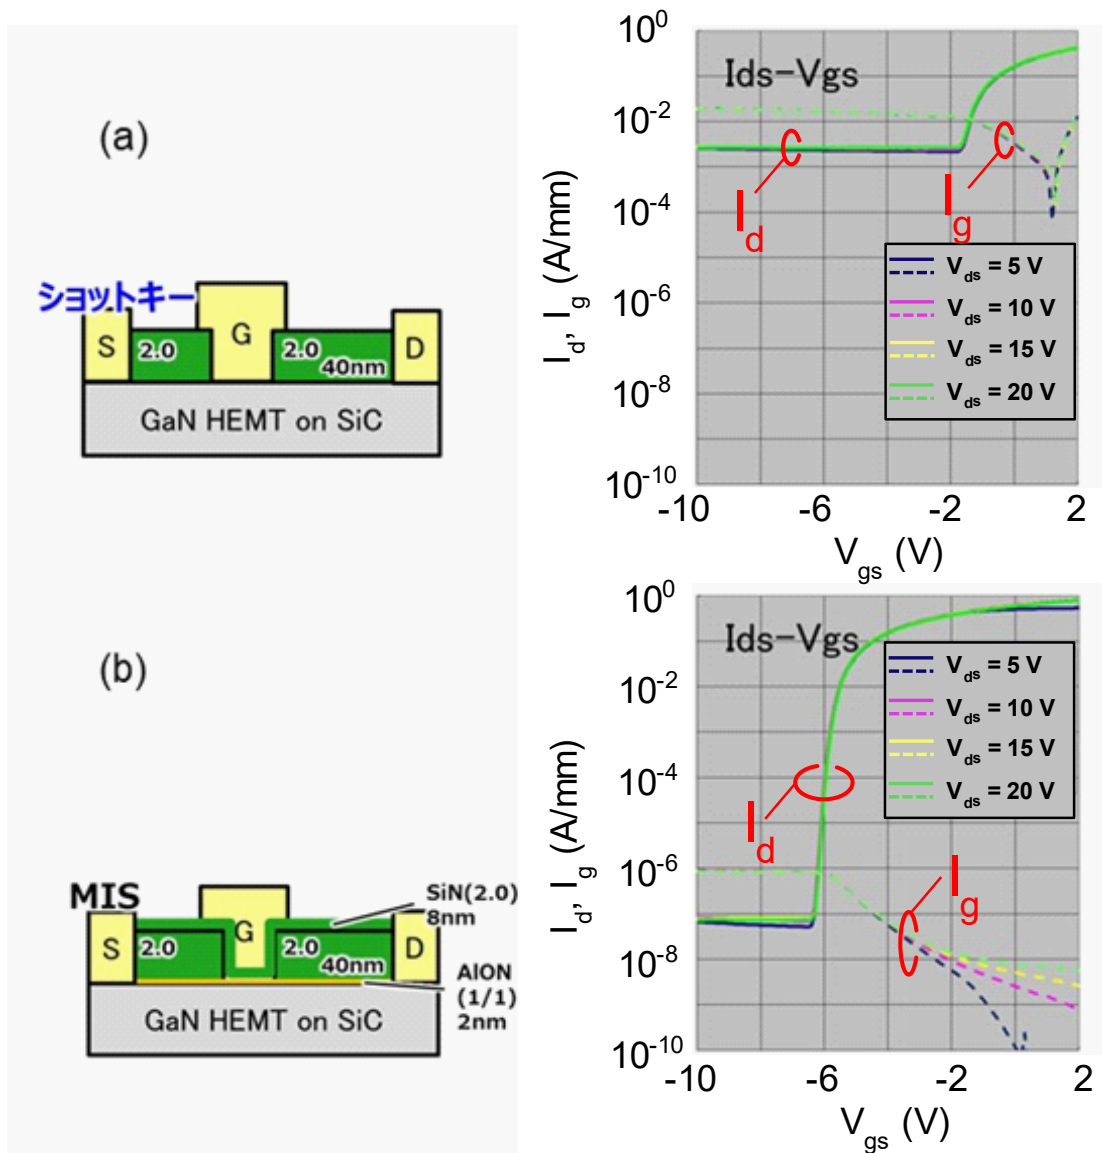 (a)
ショットキー
S
2.0
G
2.0
40nm
D
GaN HEMT on SiC
Ids-Vgs
I_d
I_g
V_ds = 5 V
V_ds = 10 V
V_ds = 15 V
V_ds = 20 V
I_d, I_g (A/mm)
10^0
10^-2
10^-4
10^-6
10^-8
10^-10
-10
-6
-2
2
V_gs (V)
(b)
MIS
S
2.0
G
2.0
40nm
D
SiN(2.0)
8nm
AlON
(1/1)
2nm
GaN HEMT on SiC
Ids-Vgs
I_d
I_g
V_ds = 5 V
V_ds = 10 V
V_ds = 15 V
V_ds = 20 V
I_d, I_g (A/mm)
10^0
10^-2
10^-4
10^-6
10^-8
10^-10
-10
-6
-2
2
V_gs (V)